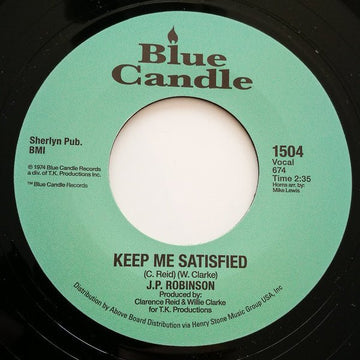 Blue
Candle
Sherlyn Pub.
BMI
℗ 1974 Blue Candle Records
a div. of T.K. Productions Inc.
™ Blue Candle Records
1504
Vocal
674
Time 2:35
Horns arr. by:
Mike Lewis
KEEP ME SATISFIED
(C. Reid) (W. Clarke)
J.P. ROBINSON
Produced by:
Clarence Reid & Willie Clarke
for T.K. Productions
Distribution by Above Board Distribution via Henry Stone Music Group USA, Inc